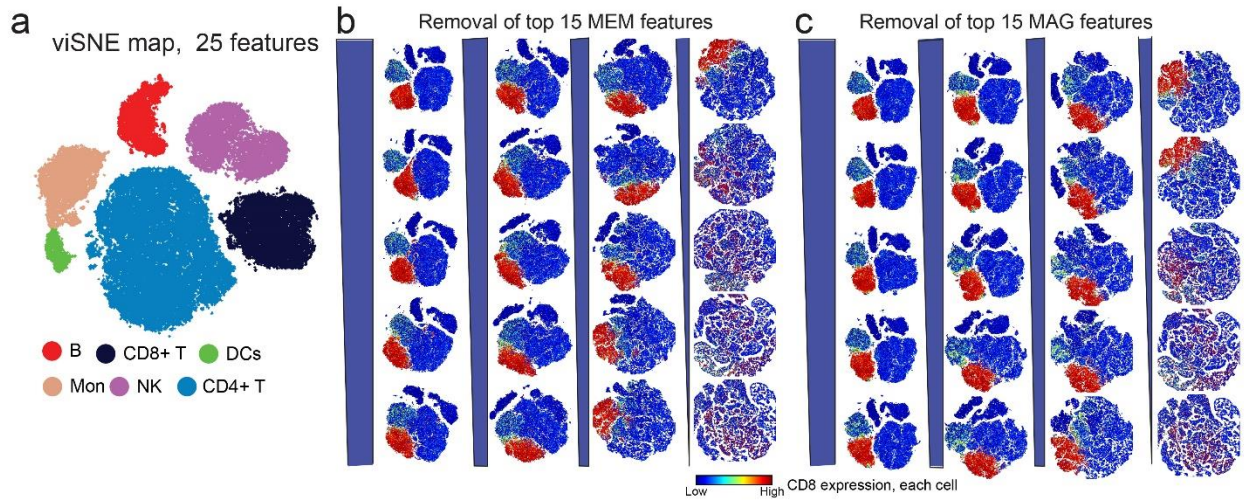 a
viSNE map, 25 features
B CD8+ T DCs
Mon NK CD4+ T
b
Removal of top 15 MEM features
c
Removal of top 15 MAG features
Low High
CD8 expression, each cell